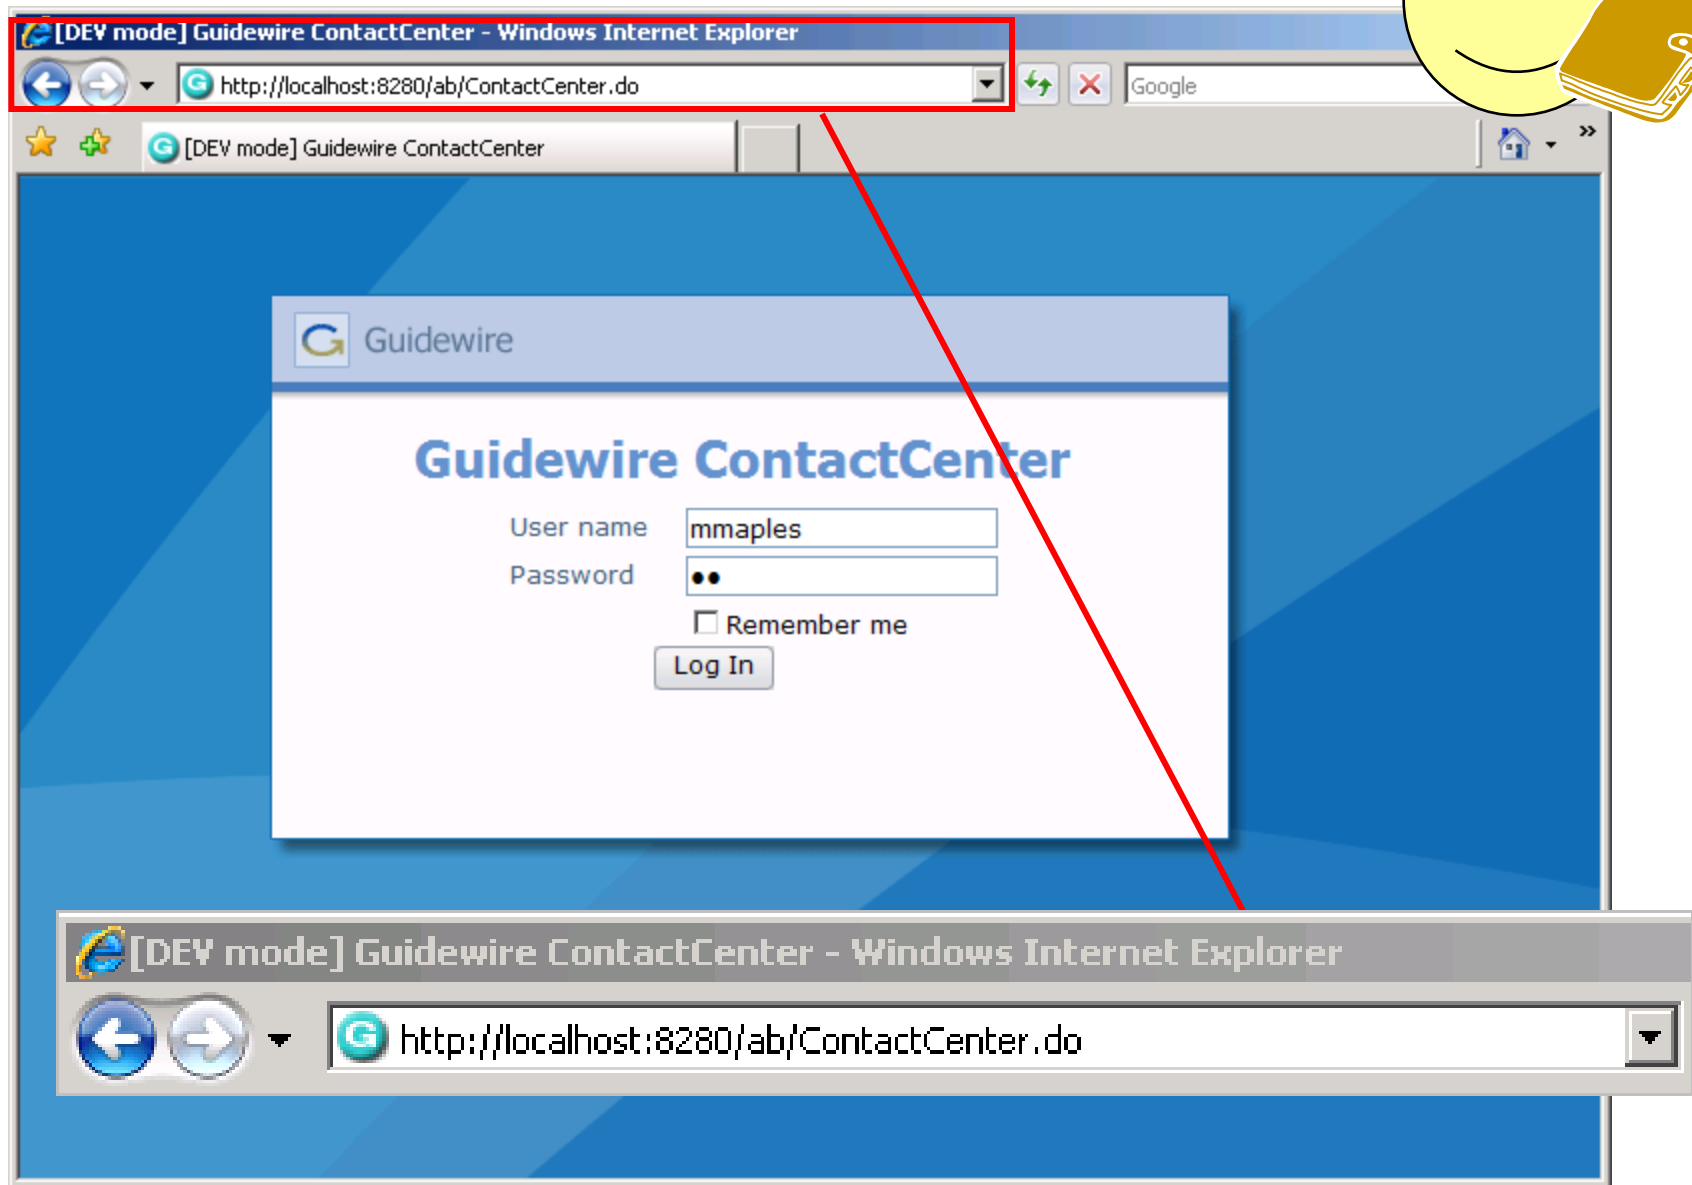 [DEV mode] Guidewire ContactCenter - Windows Internet Explorer
http://localhost:8280/ab/ContactCenter.do
Google
[DEV mode] Guidewire ContactCenter
»
G Guidewire
Guidewire ContactCenter
User name mmaples
Password ●●
Remember me
Log In
[DEV mode] Guidewire ContactCenter - Windows Internet Explorer
http://localhost:8280/ab/ContactCenter.do